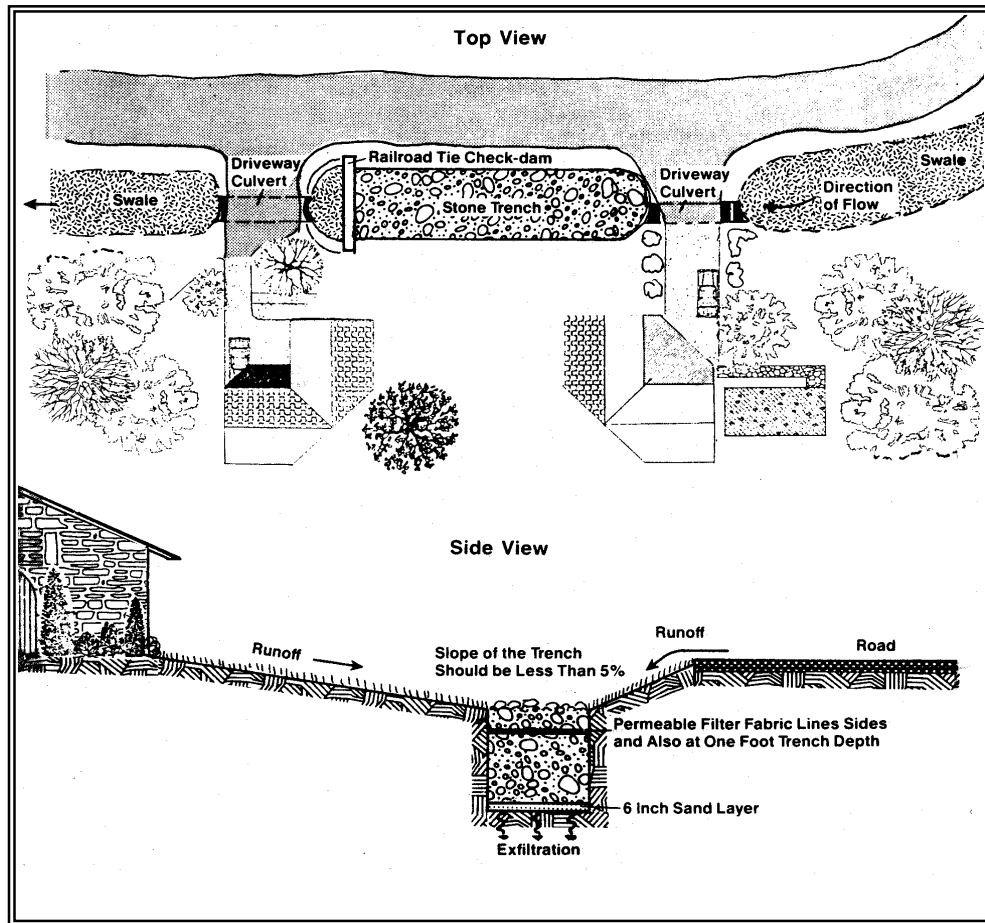 Top View
Railroad Tie Check-dam
Driveway
Culvert
Swale
Stone Trench
Driveway
Culvert
Swale
Direction
of Flow
Side View
Runoff
Slope of the Trench
Should be Less Than 5%
Runoff
Road
Permeable Filter Fabric Lines Sides
and Also at One Foot Trench Depth
6 Inch Sand Layer
Exfiltration